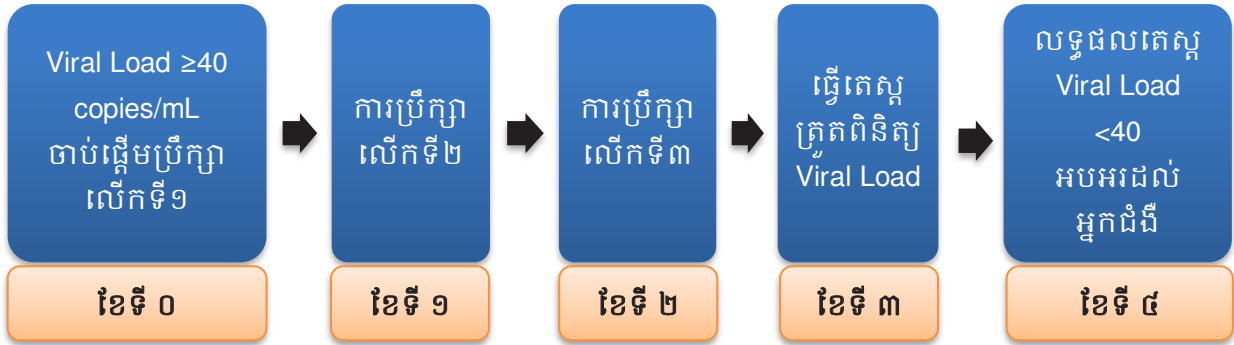 Viral Load ≥40
copies/mL
ចាប់ផ្តើមប្រឹក្សា
លើកទី១
ការប្រឹក្សា
លើកទី២
ការប្រឹក្សា
លើកទី៣
ធ្វើតេស្ត
ត្រួតពិនិត្យ
Viral Load
លទ្ធផលតេស្ត
Viral Load
<40
អបអរដល់
អ្នកជំងឺ
ខែទី ០
ខែទី ១
ខែទី ២
ខែទី ៣
ខែទី ៤